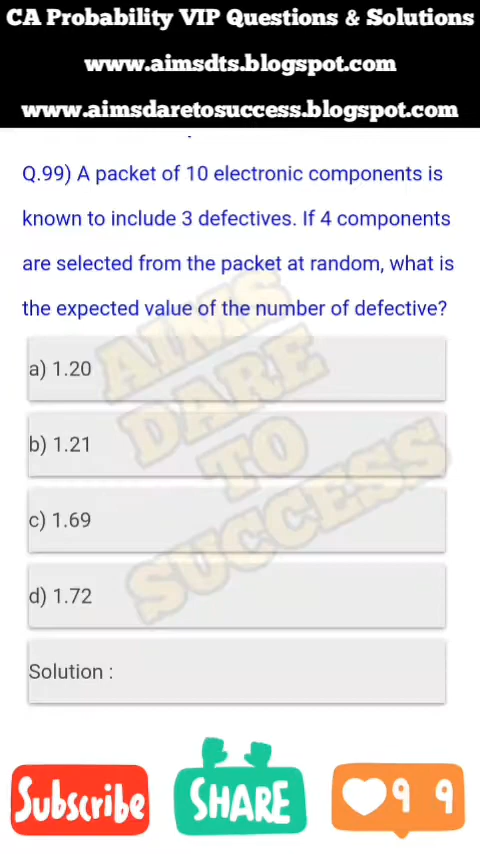 CA Probability VIP Questions & Solutions
www.aimsdts.blogspot.com
www.aimsdaretosuccess.blogspot.com
Q.99) A packet of 10 electronic components is
known to include 3 defectives. If 4 components
are selected from the packet at random, what is
the expected value of the number of defective?
AIMS
DARE
TO
SUCCESS
a) 1.20
b) 1.21
c) 1.69
d) 1.72
Solution :
Subscribe
SHARE
99